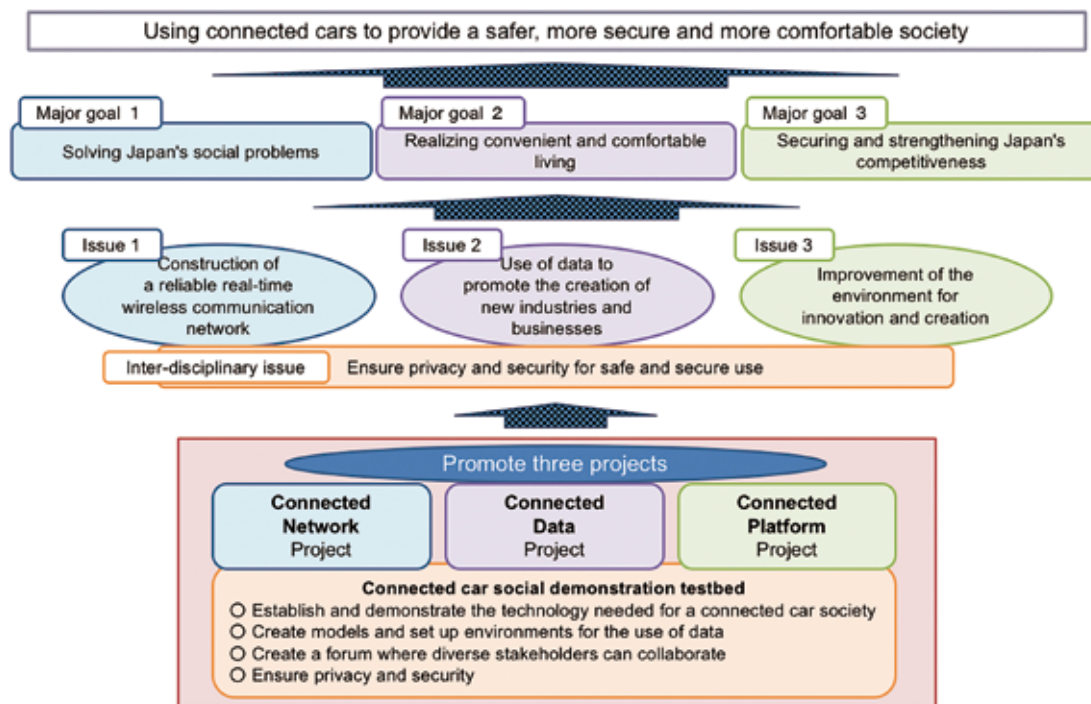 Using connected cars to provide a safer, more secure and more comfortable society
Major goal 1
Solving Japan's social problems
Major goal 2
Realizing convenient and comfortable
living
Major goal 3
Securing and strengthening Japan's
competitiveness
Issue 1
Construction of
a reliable real-time
wireless communication
network
Issue 2
Use of data to
promote the creation of
new industries and
businesses
Issue 3
Improvement of the
environment for
innovation and creation
Inter-disciplinary issue
Ensure privacy and security for safe and secure use
Promote three projects
Connected
Network
Project
Connected
Data
Project
Connected
Platform
Project
Connected car social demonstration testbed
○ Establish and demonstrate the technology needed for a connected car society
○ Create models and set up environments for the use of data
○ Create a forum where diverse stakeholders can collaborate
○ Ensure privacy and security